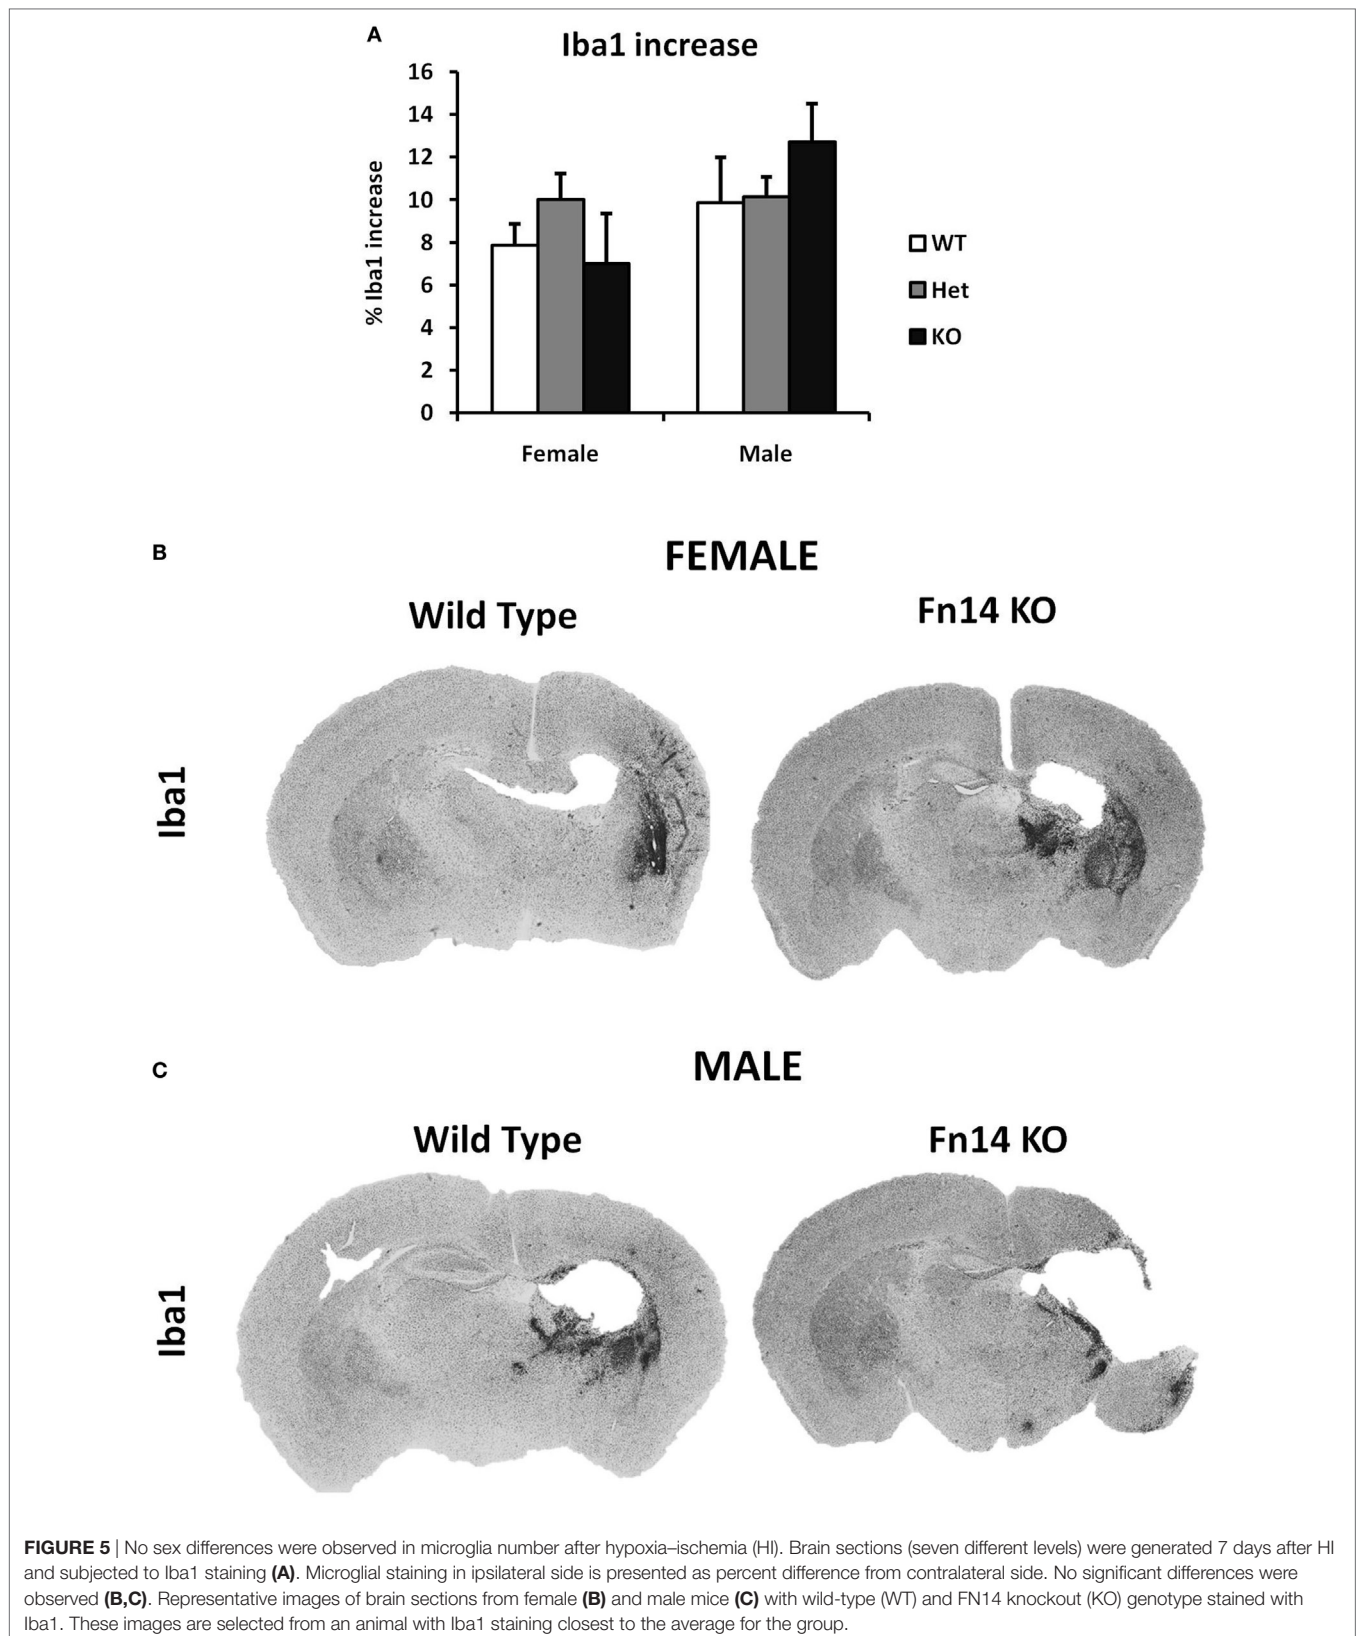 A
Iba1 increase
16
14
12
10
8
6
4
2
0
% Iba1 increase
Female
Male
WT
Het
KO
B
FEMALE
Wild Type
Fn14 KO
Iba1
C
MALE
Wild Type
Fn14 KO
Iba1
FIGURE 5 | No sex differences were observed in microglia number after hypoxia–ischemia (HI). Brain sections (seven different levels) were generated 7 days after HI
and subjected to Iba1 staining (A). Microglial staining in ipsilateral side is presented as percent difference from contralateral side. No significant differences were
observed (B,C). Representative images of brain sections from female (B) and male mice (C) with wild-type (WT) and FN14 knockout (KO) genotype stained with
Iba1. These images are selected from an animal with Iba1 staining closest to the average for the group.